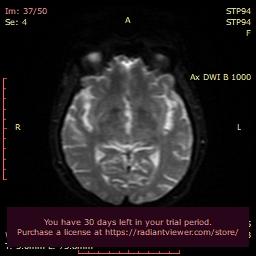 Im: 37/50
STP94
Se: 4
STP94
F
A
Ax DWI B 1000
R
L
You have 30 days left in your trial period.
Purchase a license at https://radiantviewer.com/store/